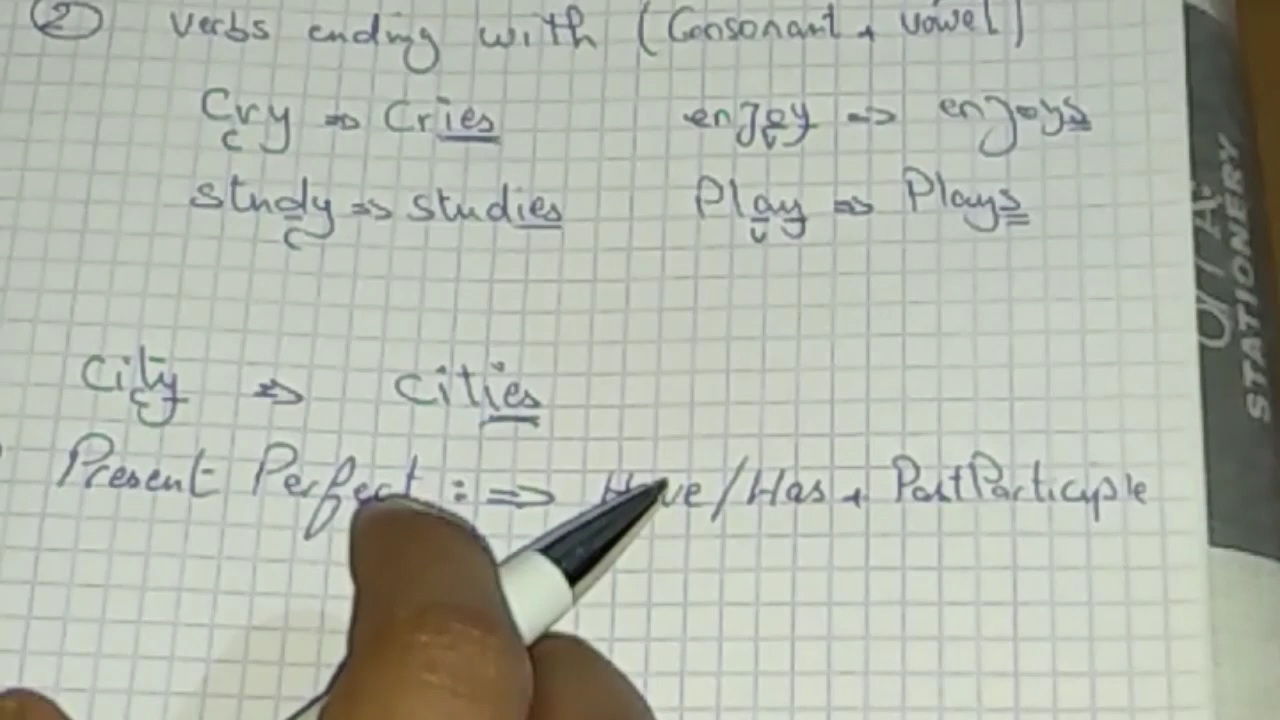 ② Verbs ending with (Consonant + vowel)
Cry => Cries enjoy => enjoys
C
study => studies Play => Plays
C v
City => Cities
C
Present Perfect : => Have/Has + PastParticiple
STATIONERY